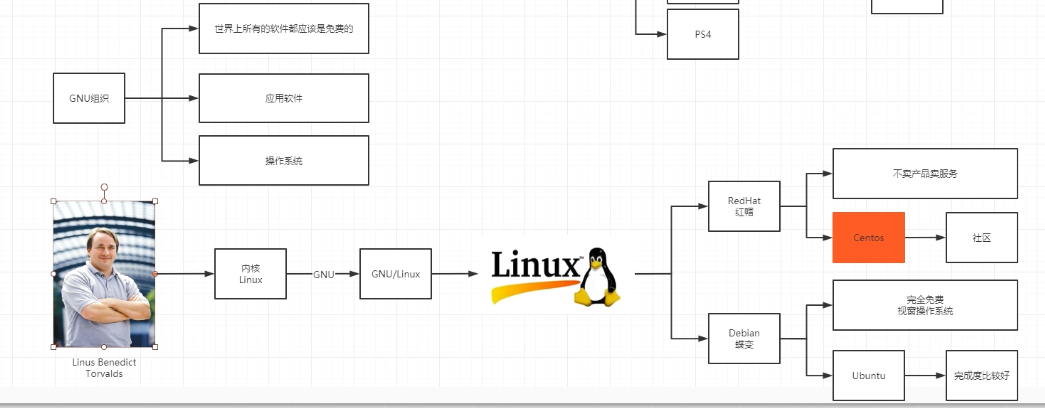 世界上所有的软件都应该是免费的
PS4
GNU组织
应用软件
操作系统
不卖产品卖服务
RedHat
红帽
Centos
社区
内核
Linux
GNU
GNU/Linux
Linux™
完全免费
视窗操作系统
Debian
蝶变
Ubuntu
完成度比较好
Linus Benedict
Torvalds